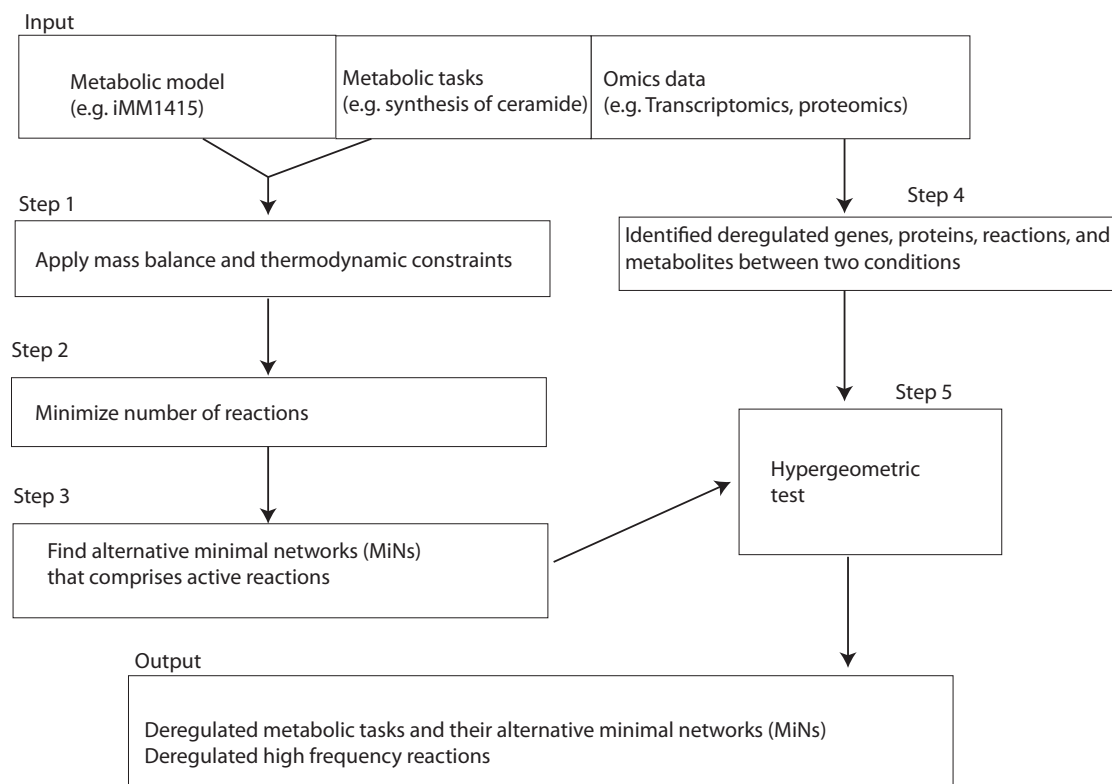 Input
Metabolic model
(e.g. iMM1415)
Metabolic tasks
(e.g. synthesis of ceramide)
Omics data
(e.g. Transcriptomics, proteomics)
Step 1
Apply mass balance and thermodynamic constraints
Step 2
Minimize number of reactions
Step 3
Find alternative minimal networks (MiNs)
that comprises active reactions
Step 4
Identified deregulated genes, proteins, reactions, and
metabolites between two conditions
Step 5
Hypergeometric
test
Output
Deregulated metabolic tasks and their alternative minimal networks (MiNs)
Deregulated high frequency reactions